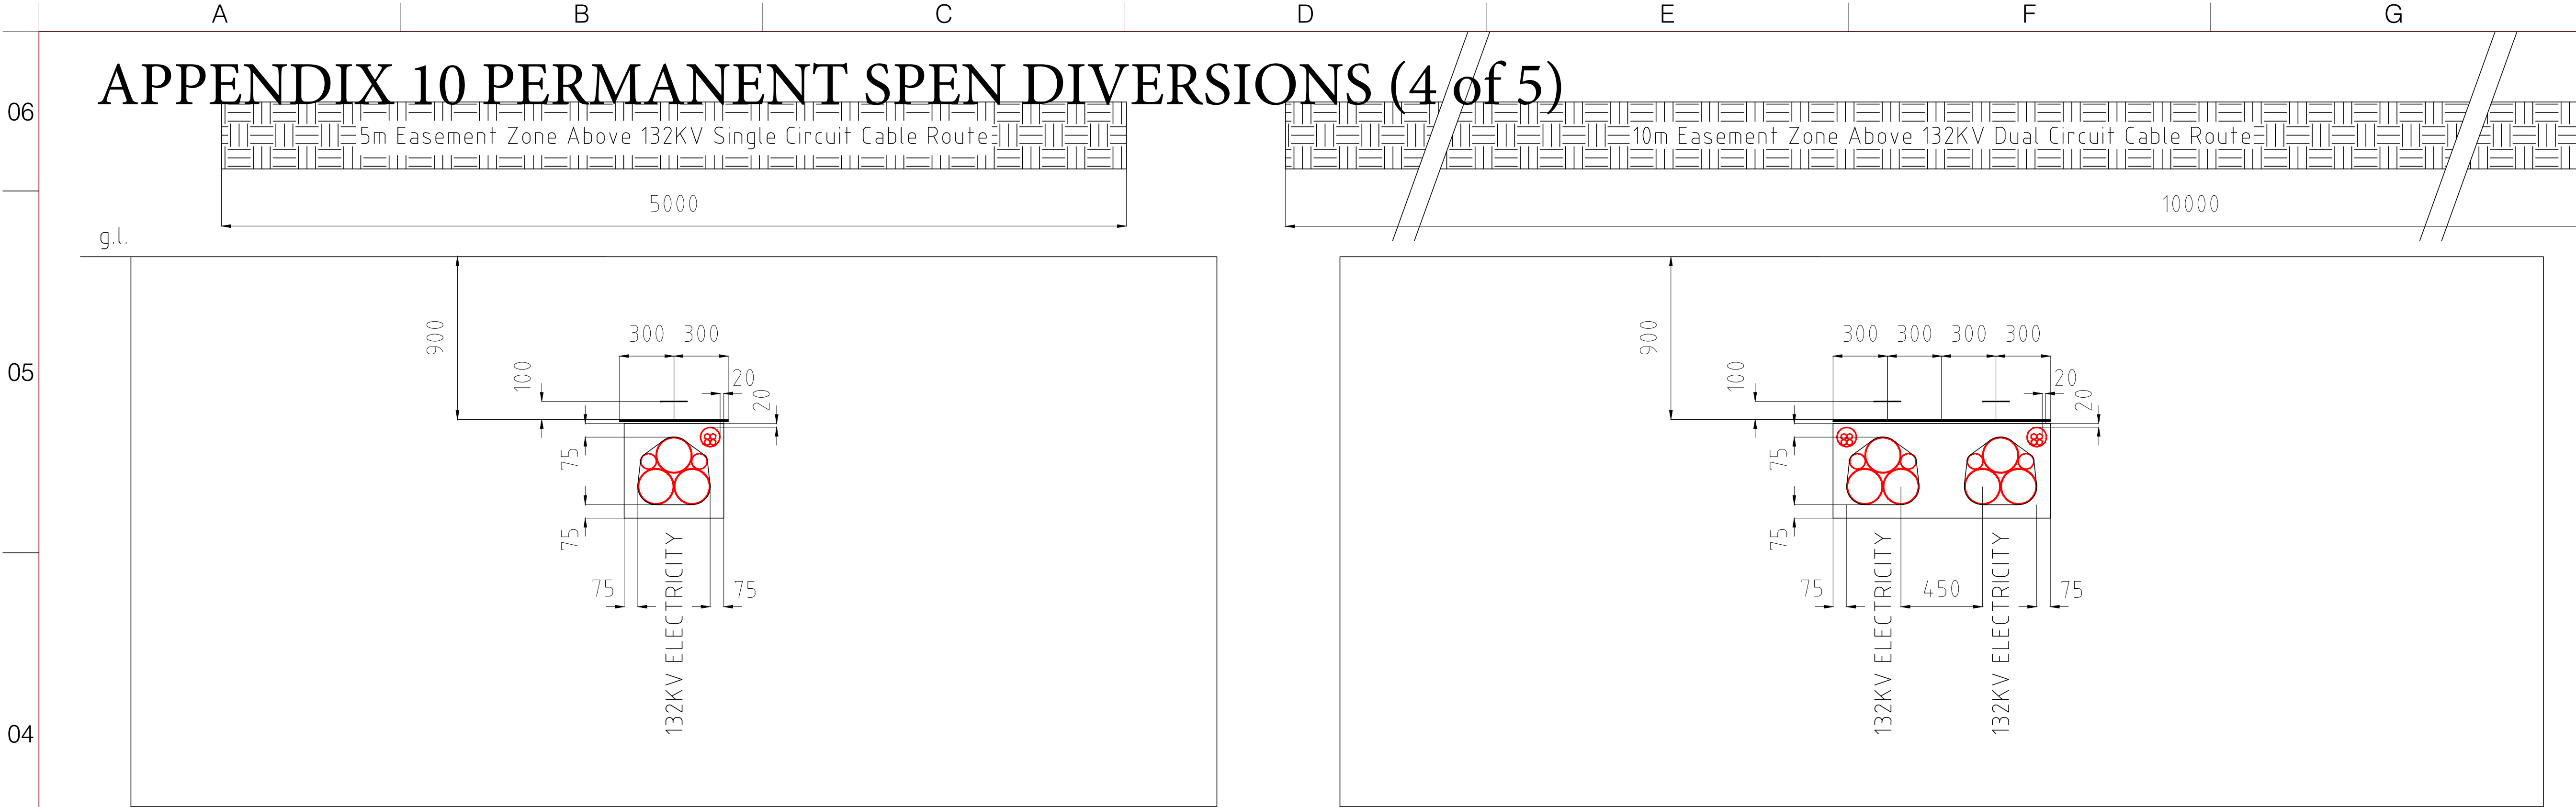 A B C D E F G
APPENDIX 10 PERMANENT SPEN DIVERSIONS (4 of 5)
06
5m Easement Zone Above 132KV Single Circuit Cable Route
10m Easement Zone Above 132KV Dual Circuit Cable Route
5000
10000
g.l.
05
900
300 300
100
20
20
75
75
75
75
132KV ELECTRICITY
900
300 300 300 300
100
20
20
75
75
75
450
75
132KV ELECTRICITY
132KV ELECTRICITY
04